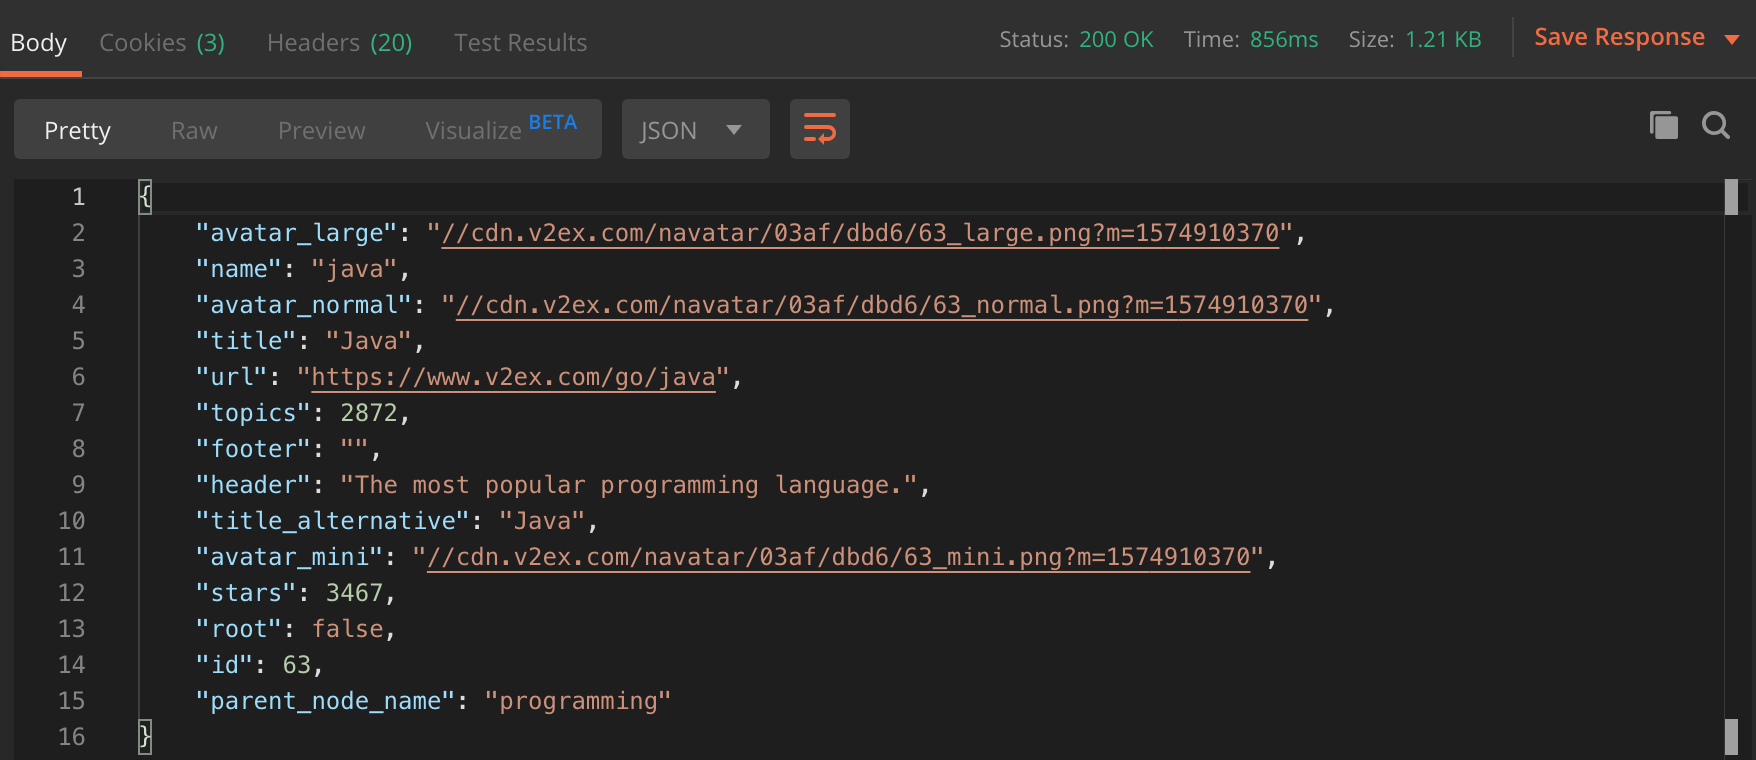 Body Cookies (3) Headers (20) Test Results Status: 200 OK Time: 856ms Size: 1.21 KB Save Response
Pretty Raw Preview Visualize BETA JSON
1 {
2 "avatar_large": "//cdn.v2ex.com/navatar/03af/dbd6/63_large.png?m=1574910370",
3 "name": "java",
4 "avatar_normal": "//cdn.v2ex.com/navatar/03af/dbd6/63_normal.png?m=1574910370",
5 "title": "Java",
6 "url": "https://www.v2ex.com/go/java",
7 "topics": 2872,
8 "footer": "",
9 "header": "The most popular programming language.",
10 "title_alternative": "Java",
11 "avatar_mini": "//cdn.v2ex.com/navatar/03af/dbd6/63_mini.png?m=1574910370",
12 "stars": 3467,
13 "root": false,
14 "id": 63,
15 "parent_node_name": "programming"
16 }